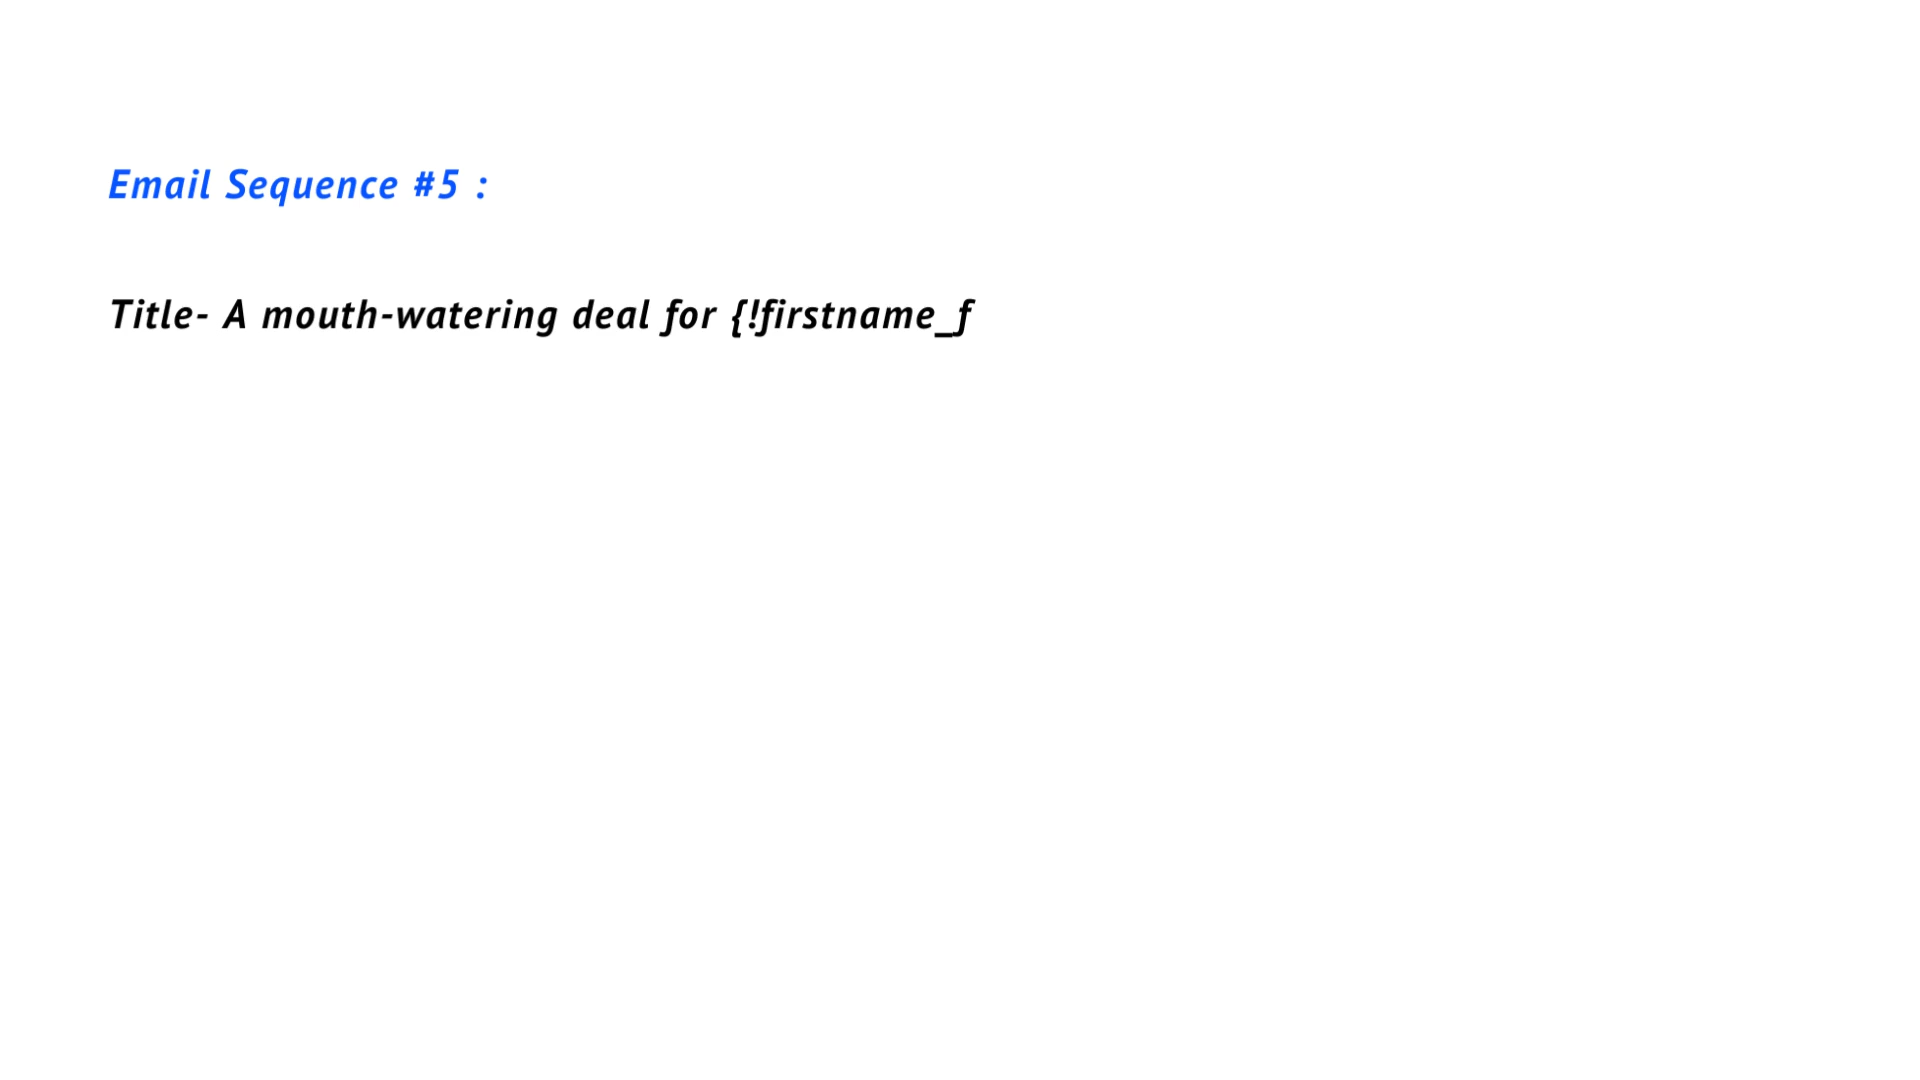 Email Sequence #5 :
Title- A mouth-watering deal for {!firstname_f